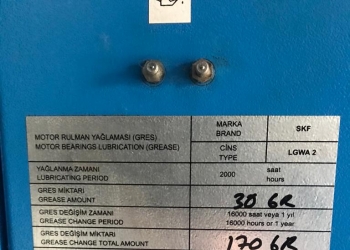 MOTOR RULMAN YAĞLAMASI (GRES)
MOTOR BEARINGS LUBRICATION (GREASE)
MARKA
BRAND
SKF
CİNS
TYPE
LGWA 2
YAĞLANMA ZAMANI
LUBRICATING PERIOD
2000
saat
hours
GRES MİKTARI
GREASE AMOUNT
30 GR
GRES DEĞİŞİM ZAMANI
GREASE CHANGE PERIOD
16000 saat veya 1 yıl.
16000 hours or 1 year.
GRES DEĞİŞİM TOPLAM MİKTARI
GREASE CHANGE TOTAL AMOUNT
170 GR